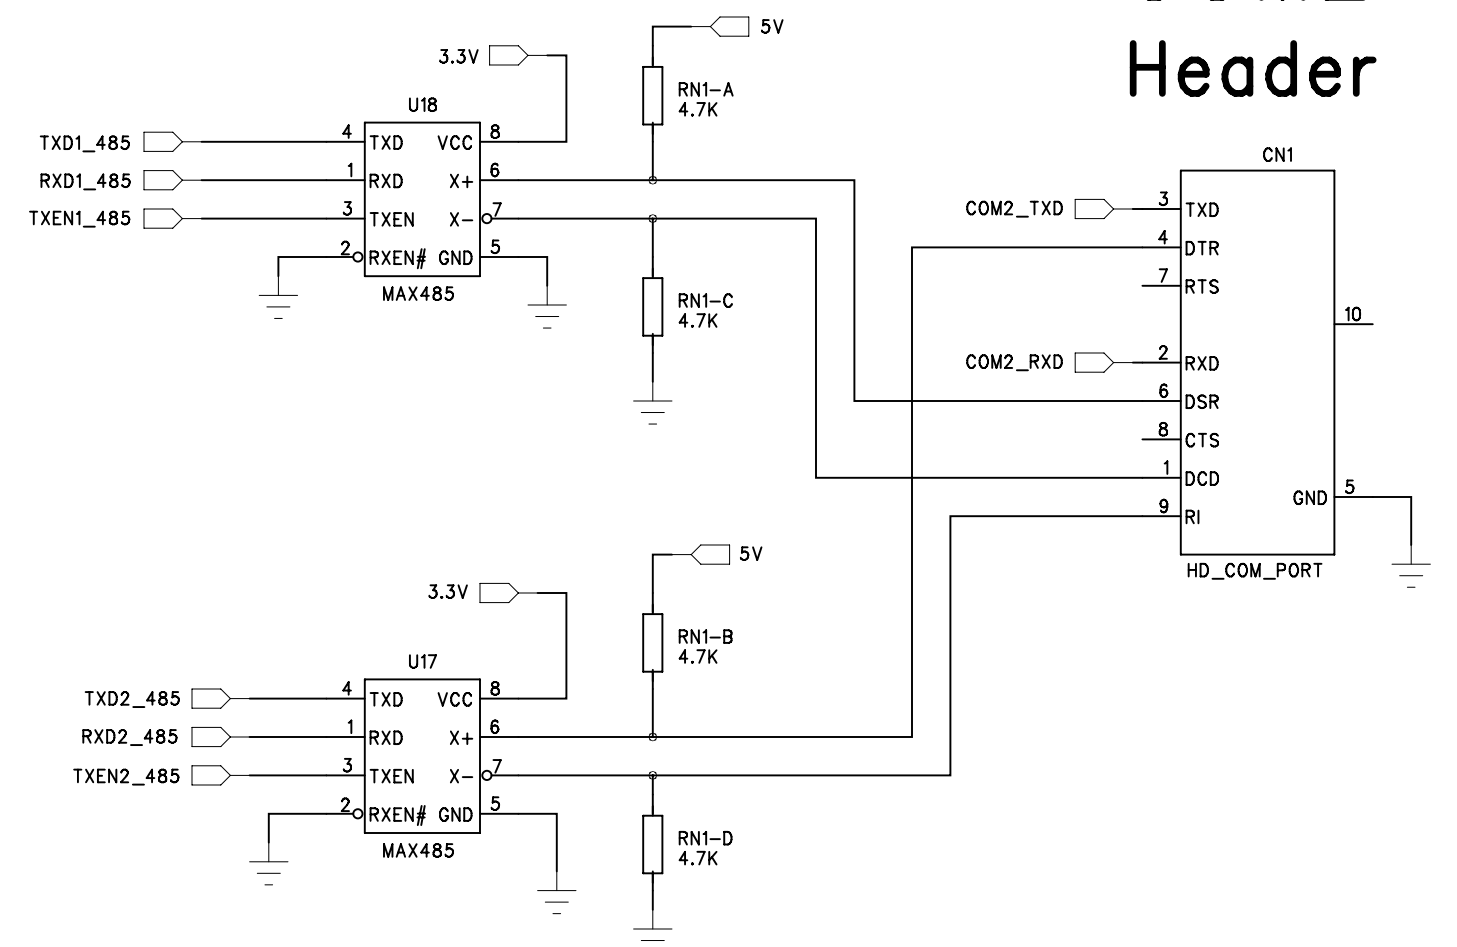 Header
5V
3.3V
RN1-A
4.7K
U18
TXD1_485
4
TXD
VCC
8
RXD1_485
1
RXD
X+
6
TXEN1_485
3
TXEN
X-
7
2
RXEN#
GND
5
MAX485
RN1-C
4.7K
CN1
COM2_TXD
3
TXD
4
DTR
7
RTS
10
COM2_RXD
2
RXD
6
DSR
8
CTS
1
DCD
GND
5
9
RI
HD_COM_PORT
5V
3.3V
RN1-B
4.7K
U17
TXD2_485
4
TXD
VCC
8
RXD2_485
1
RXD
X+
6
TXEN2_485
3
TXEN
X-
7
2
RXEN#
GND
5
MAX485
RN1-D
4.7K